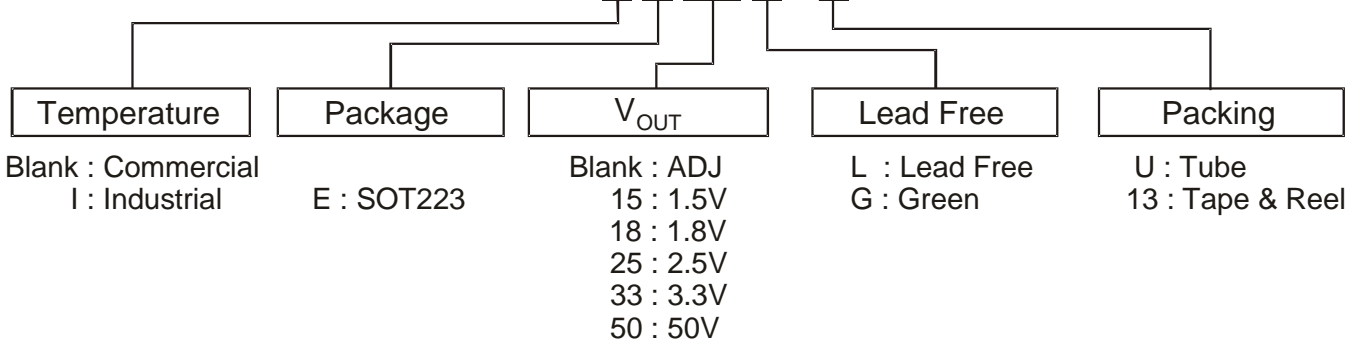 Temperature Package VOUT Lead Free Packing
Blank : Commercial Blank : ADJ L : Lead Free U : Tube
I : Industrial E : SOT223 15 : 1.5V G : Green 13 : Tape & Reel
18 : 1.8V
25 : 2.5V
33 : 3.3V
50 : 50V